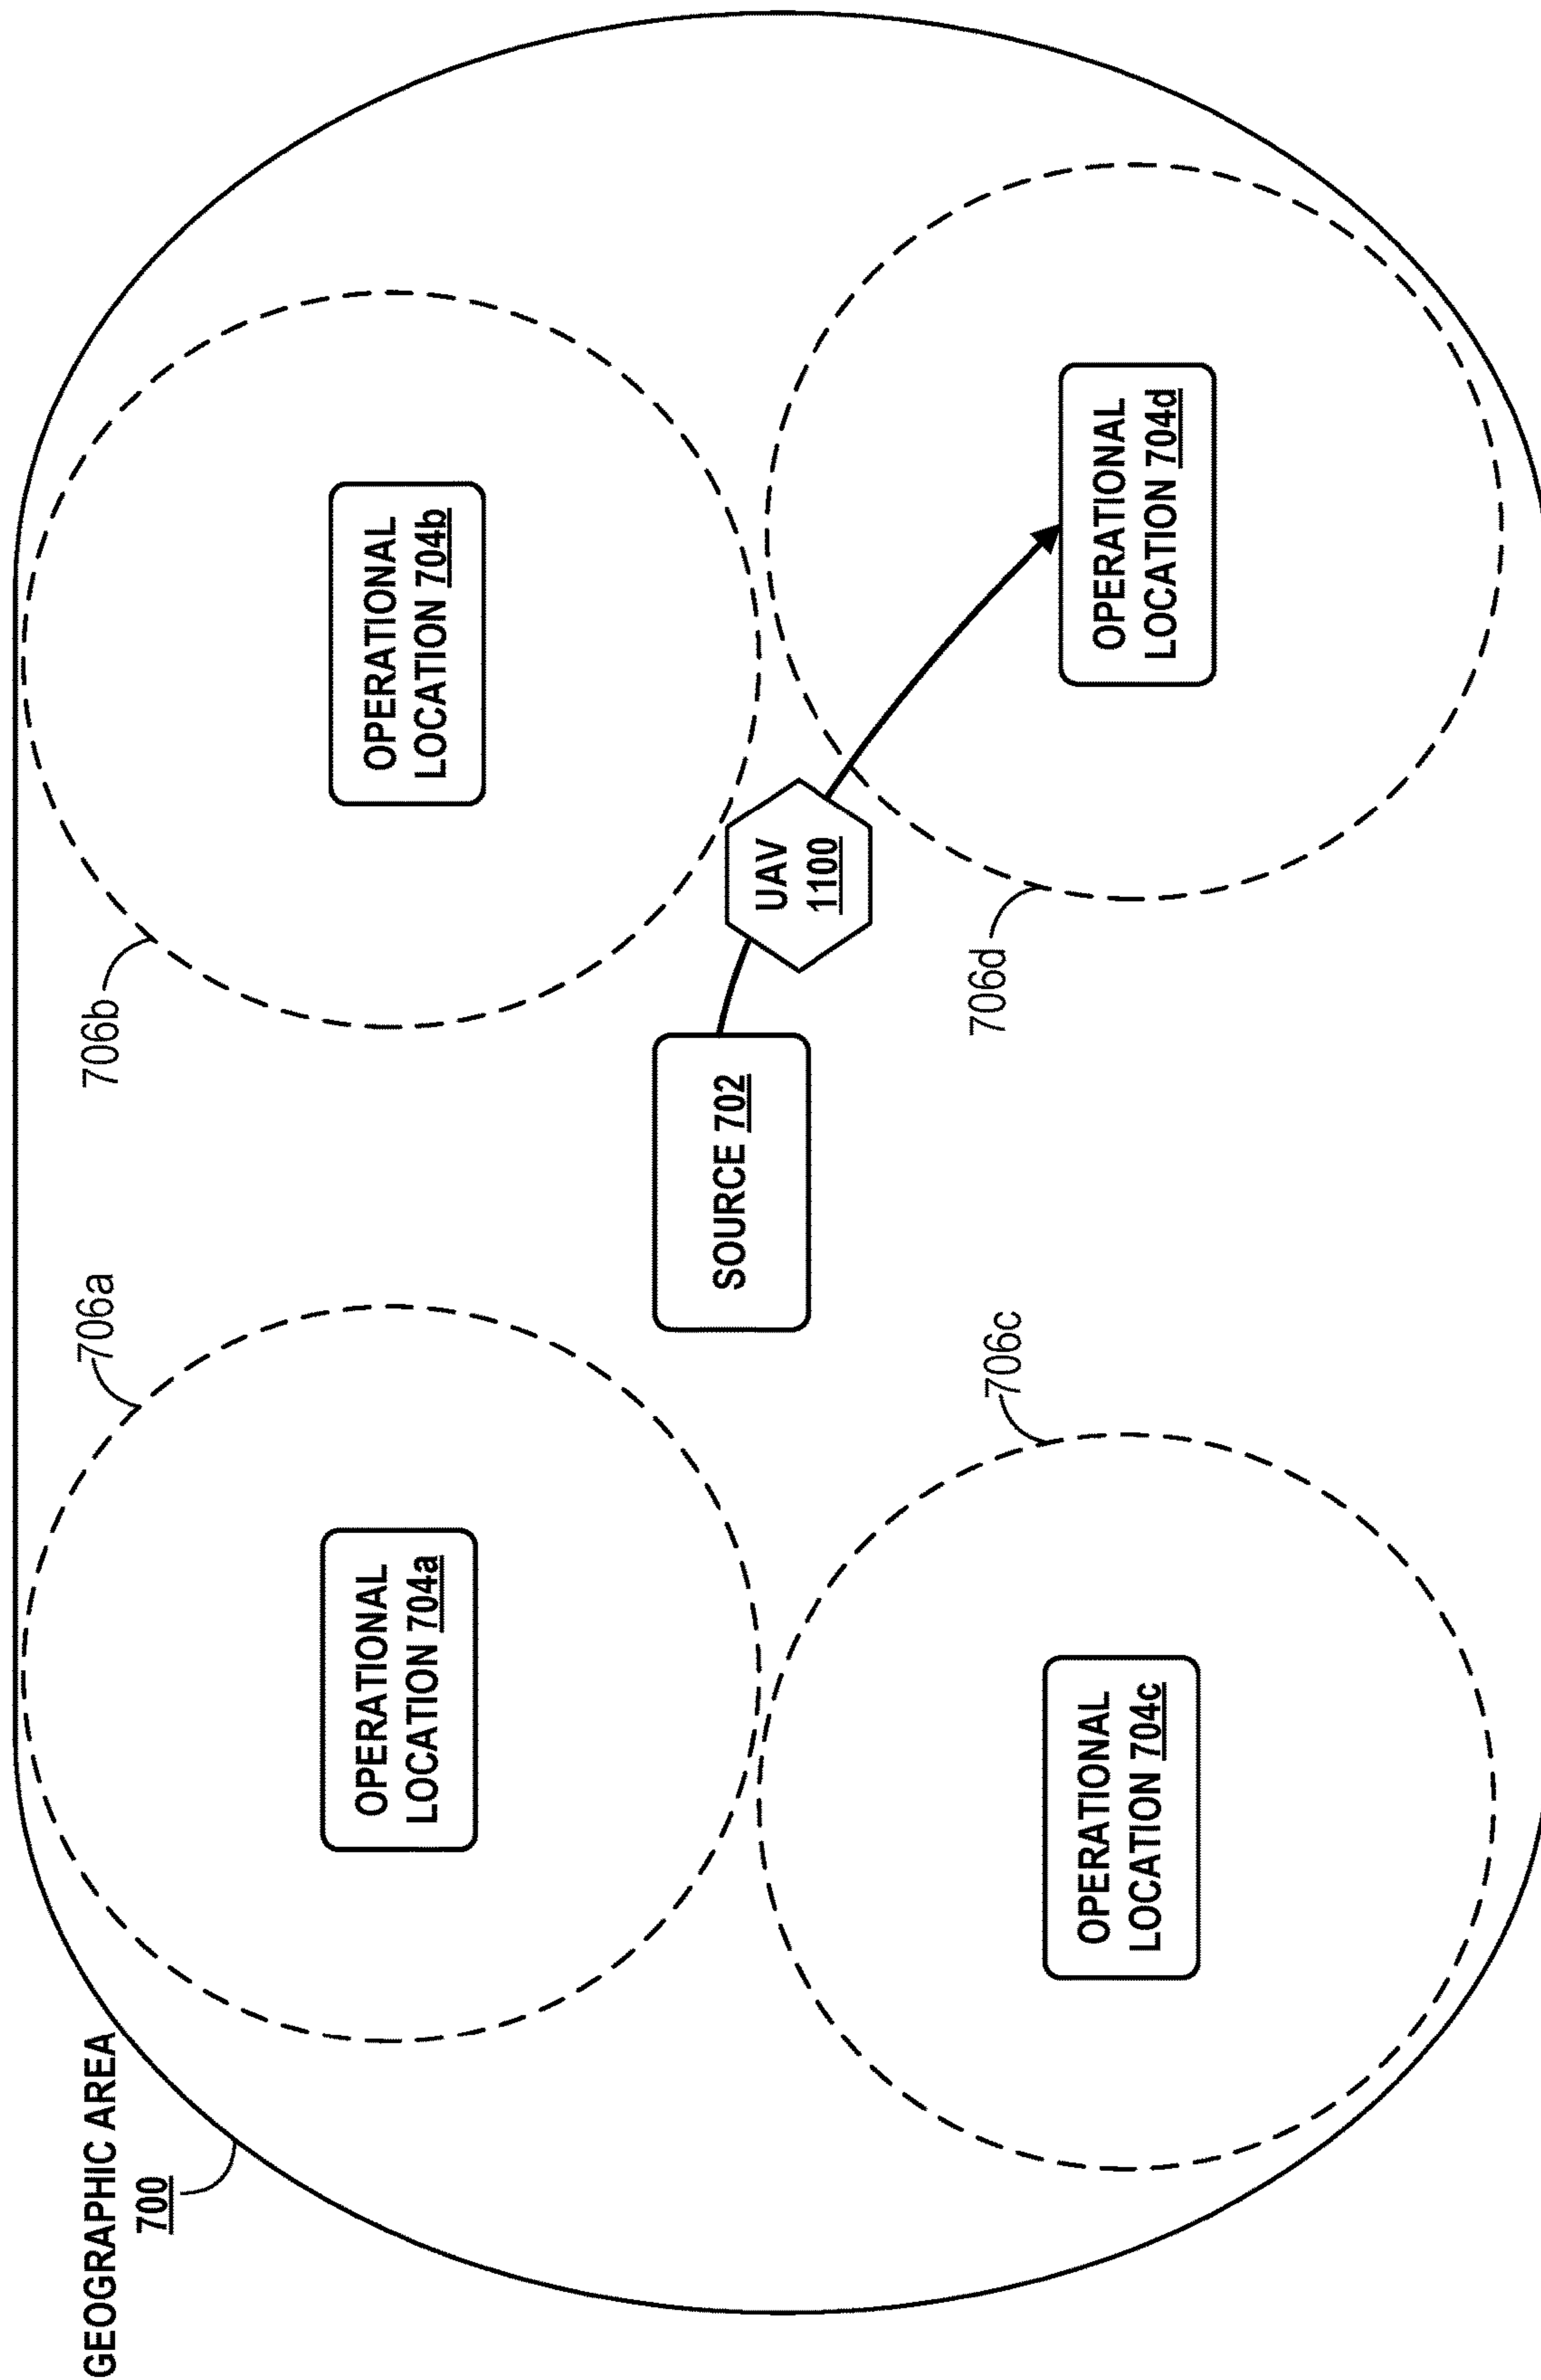 GEOGRAPHIC AREA
700
706a
706b
OPERATIONAL
LOCATION 704a
OPERATIONAL
LOCATION 704b
SOURCE 702
UAV
1100
706c
706d
OPERATIONAL
LOCATION 704c
OPERATIONAL
LOCATION 704d